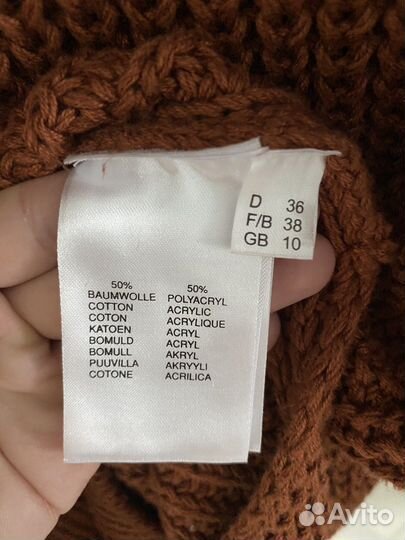 D 36
F/B 38
GB 10
50% 50%
BAUMWOLLE POLYACRYL
COTTON ACRYLIC
COTON ACRYLIQUE
KATOEN ACRYL
BOMULD ACRYL
BOMULL AKRYL
PUUVILLA AKRYYLI
COTONE ACRILICA
Avito